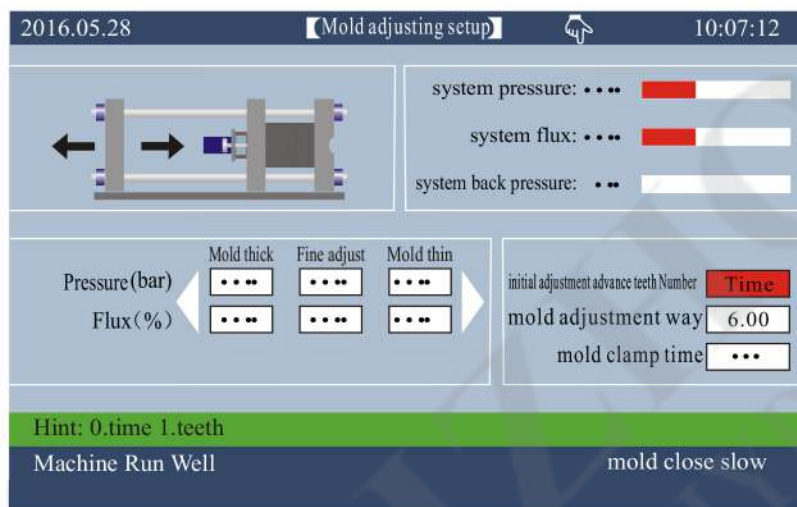 2016.05.28 【Mold adjusting setup】 10:07:12
system pressure: • • ••
system flux: • • ••
system back pressure: • ••
Mold thick Fine adjust Mold thin
Pressure(bar) • • •• • • •• • • ••
Flux(%) • • •• • • •• • • ••
initial adjustment advance teeth Number Time
mold adjustment way 6.00
mold clamp time •••
Hint: 0.time 1.teeth
Machine Run Well mold close slow